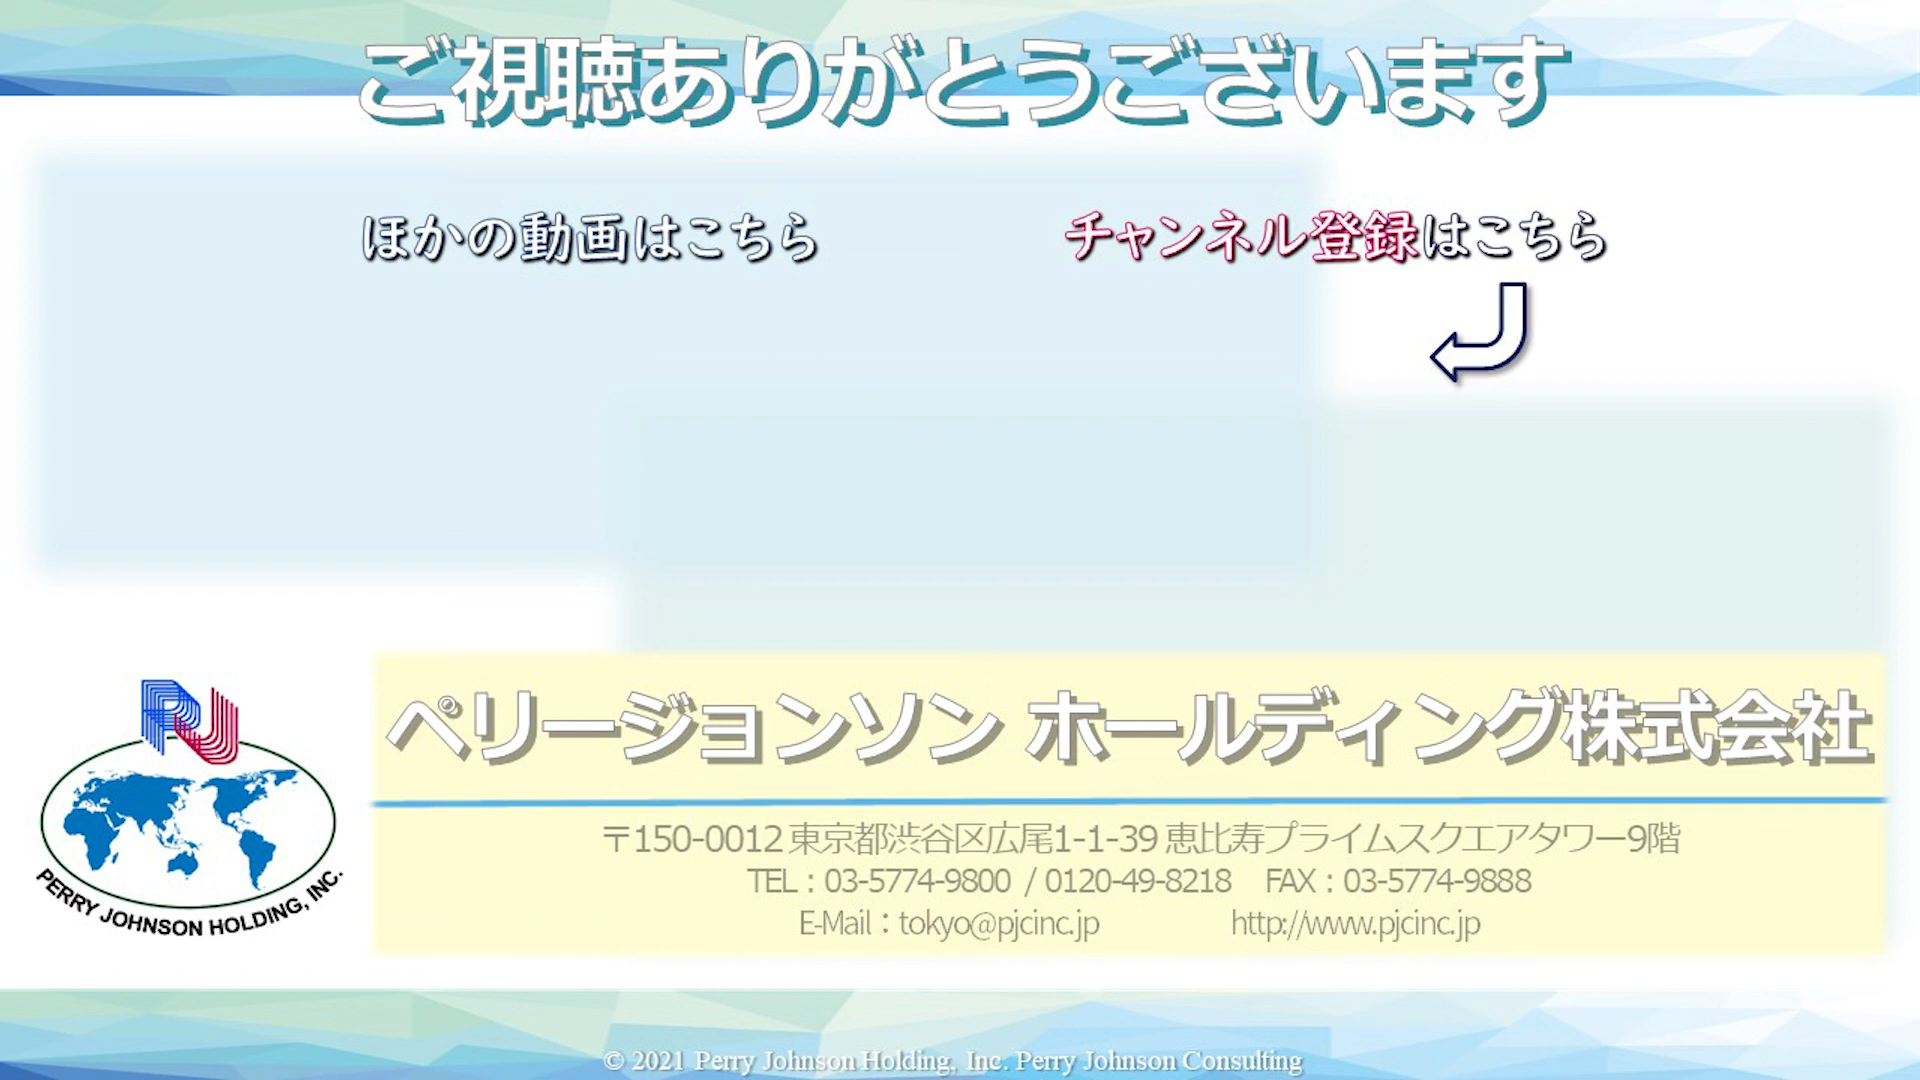 ご視聴ありがとうございます
ほかの動画はこちら
チャンネル登録はこちら
PJ
PERRY JOHNSON HOLDING, INC.
ペリージョンソン ホールディング株式会社
〒150-0012 東京都渋谷区広尾1-1-39 恵比寿プライムスクエアタワー9階
TEL：03-5774-9800 / 0120-49-8218 FAX：03-5774-9888
E-Mail：tokyo@pjcinc.jp http://www.pjcinc.jp
© 2021 Perry Johnson Holding, Inc. Perry Johnson Consulting